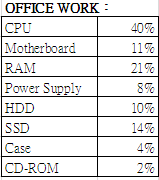 OFFICE WORK：
CPU 40%
Motherboard 11%
RAM 21%
Power Supply 8%
HDD 10%
SSD 14%
Case 4%
CD-ROM 2%